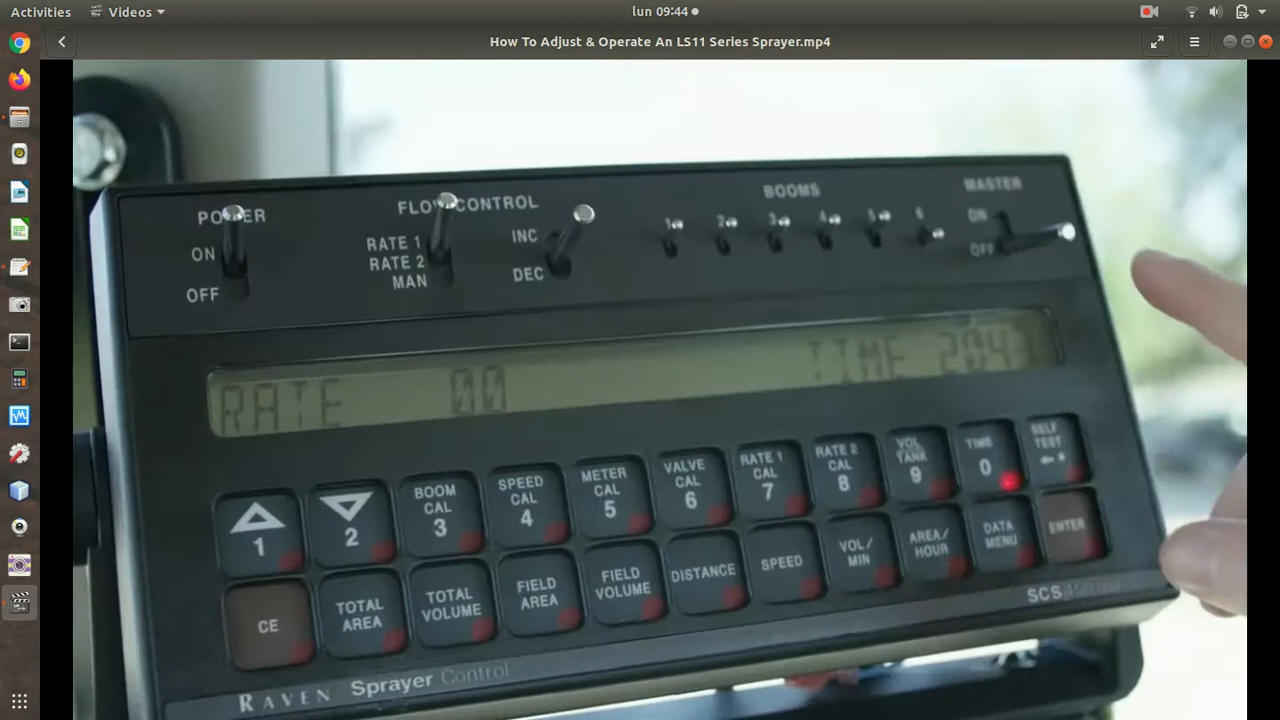 Activities Videos lun 09:44
How To Adjust & Operate An LS11 Series Sprayer.mp4
POWER FLOW CONTROL BOOMS MASTER
ON
OFF
RATE 1
RATE 2
MAN
INC
DEC
1 2 3 4 5 6
ON
OFF
RATE 00 TIME
1
2
BOOM CAL 3
SPEED CAL 4
METER CAL 5
VALVE CAL 6
RATE 1 CAL 7
RATE 2 CAL 8
VOL TANK 9
TIME 0
SELF TEST
CE
TOTAL AREA
TOTAL VOLUME
FIELD AREA
FIELD VOLUME
DISTANCE
SPEED
VOL/ MIN
AREA/ HOUR
DATA MENU
ENTER
RAVEN Sprayer Control SCS